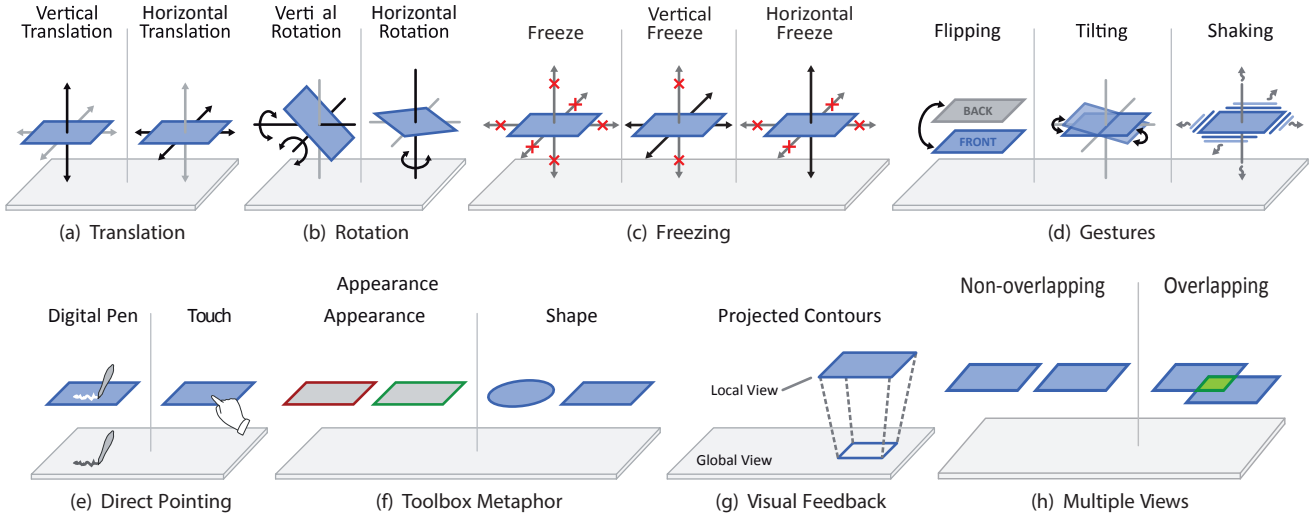 Vertical
Translation
Horizontal
Translation
Verti al
Rotation
Horizontal
Rotation
Freeze
Vertical
Freeze
Horizontal
Freeze
Flipping
Tilting
Shaking
BACK
FRONT
(a) Translation
(b) Rotation
(c) Freezing
(d) Gestures
Digital Pen
Touch
Appearance
Appearance
Shape
Projected Contours
Local View
Global View
Non-overlapping
Overlapping
(e) Direct Pointing
(f) Toolbox Metaphor
(g) Visual Feedback
(h) Multiple Views